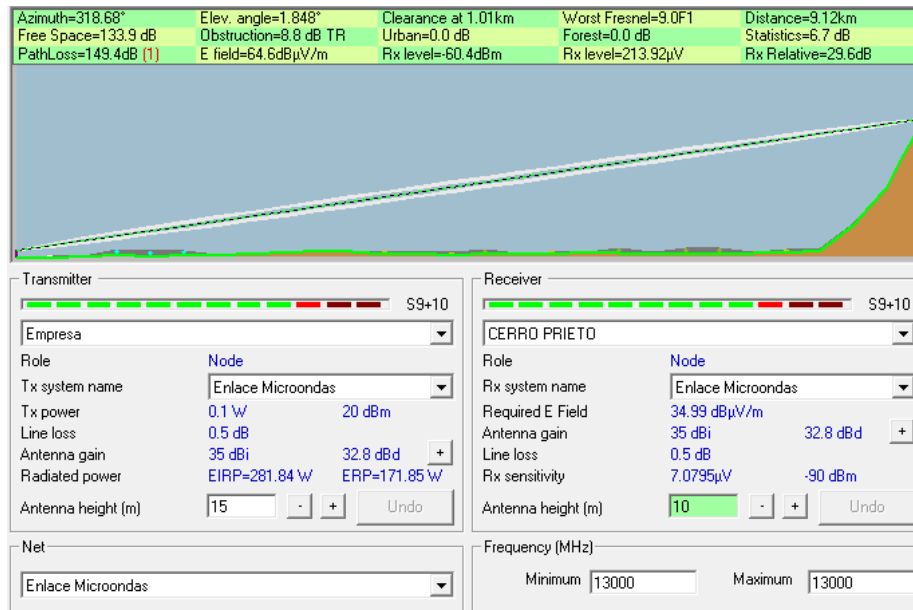 Azimuth=318.68° Elev. angle=1.848° Clearance at 1.01km Worst Fresnel=9.0F1 Distance=9.12km
Free Space=133.9 dB Obstruction=8.8 dB TR Urban=0.0 dB Forest=0.0 dB Statistics=6.7 dB
PathLoss=149.4dB (1) E field=64.6dBµV/m Rx level=-60.4dBm Rx level=213.92µV Rx Relative=29.6dB
Transmitter
S9+10
Empresa
Role Node
Tx system name Enlace Microondas
Tx power 0.1 W 20 dBm
Line loss 0.5 dB
Antenna gain 35 dBi 32.8 dBd +
Radiated power EIRP=281.84 W ERP=171.85 W
Antenna height (m) 15 - + Undo
Receiver
S9+10
CERRO PRIETO
Role Node
Rx system name Enlace Microondas
Required E Field 34.99 dBµV/m
Antenna gain 35 dBi 32.8 dBd +
Line loss 0.5 dB
Rx sensitivity 7.0795µV -90 dBm
Antenna height (m) 10 - + Undo
Net
Enlace Microondas
Frequency (MHz)
Minimum 13000 Maximum 13000